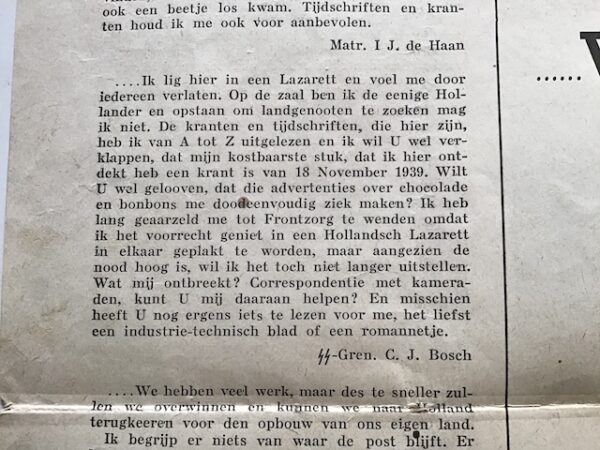 ook een beetje los kwam. Tijdschriften en kran-
ten houd ik me ook voor aanbevolen.
Matr. I J. de Haan
....Ik lig hier in een Lazarett en voel me door
iedereen verlaten. Op de zaal ben ik de eenige Hol-
lander en opstaan om landgenooten te zoeken mag
ik niet. De kranten en tijdschriften, die hier zijn,
heb ik van A tot Z uitgelezen en ik wil U wel ver-
klappen, dat mijn kostbaarste stuk, dat ik hier ont-
dekt heb een krant is van 18 November 1939. Wilt
U wel gelooven, dat die advertenties over chocolade
en bonbons me doodeenvoudig ziek maken? Ik heb
lang geaarzeld me tot Frontzorg te wenden omdat
ik het voorrecht geniet in een Hollandsch Lazarett
in elkaar geplakt te worden, maar aangezien de
nood hoog is, wil ik het toch niet langer uitstellen.
Wat mij ontbreekt? Correspondentie met kamera-
den, kunt U mij daaraan helpen? En misschien
heeft U nog ergens iets te lezen voor me, het liefst
een industrie-technisch blad of een romannetje.
ᛋᛋ-Gren. C. J. Bosch
....We hebben veel werk, maar des te sneller zul-
len we overwinnen en kunnen we naar Holland
terugkeeren voor den opbouw van ons eigen land.
Ik begrijp er niets van waar de post blijft. Er